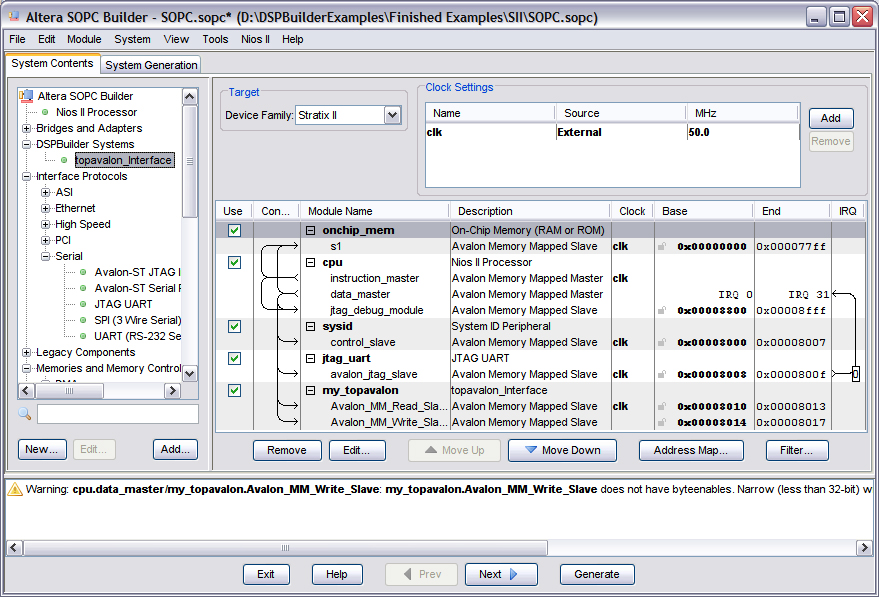 Altera SOPC Builder - SOPC.sopc* (D:\DSPBuilderExamples\Finished Examples\SII\SOPC.sopc)
File Edit Module System View Tools Nios II Help
System Contents System Generation
Altera SOPC Builder
Nios II Processor
Bridges and Adapters
DSPBuilder Systems
topavalon_Interface
Interface Protocols
ASI
Ethernet
High Speed
PCI
Serial
Avalon-ST JTAG I
Avalon-ST Serial F
JTAG UART
SPI (3 Wire Serial)
UART (RS-232 Se
Legacy Components
Memories and Memory Control
New... Edit... Add...
Target
Device Family: Stratix II
Clock Settings
Name Source MHz
clk External 50.0
Add
Remove
Use Con... Module Name Description Clock Base End IRQ
onchip_mem On-Chip Memory (RAM or ROM)
s1 Avalon Memory Mapped Slave clk 0x00000000 0x000077ff
cpu Nios II Processor
instruction_master Avalon Memory Mapped Master clk
data_master Avalon Memory Mapped Master IRQ 0 IRQ 31
jtag_debug_module Avalon Memory Mapped Slave 0x00008800 0x00008fff
sysid System ID Peripheral
control_slave Avalon Memory Mapped Slave clk 0x00008000 0x00008007
jtag_uart JTAG UART
avalon_jtag_slave Avalon Memory Mapped Slave clk 0x00008008 0x0000800f 0
my_topavalon topavalon_Interface
Avalon_MM_Read_Sla... Avalon Memory Mapped Slave clk 0x00008010 0x00008013
Avalon_MM_Write_Sla... Avalon Memory Mapped Slave 0x00008014 0x00008017
Remove Edit... Move Up Move Down Address Map... Filter...
Warning: cpu.data_master/my_topavalon.Avalon_MM_Write_Slave: my_topavalon.Avalon_MM_Write_Slave does not have byteenables. Narrow (less than 32-bit) w
Exit Help Prev Next Generate